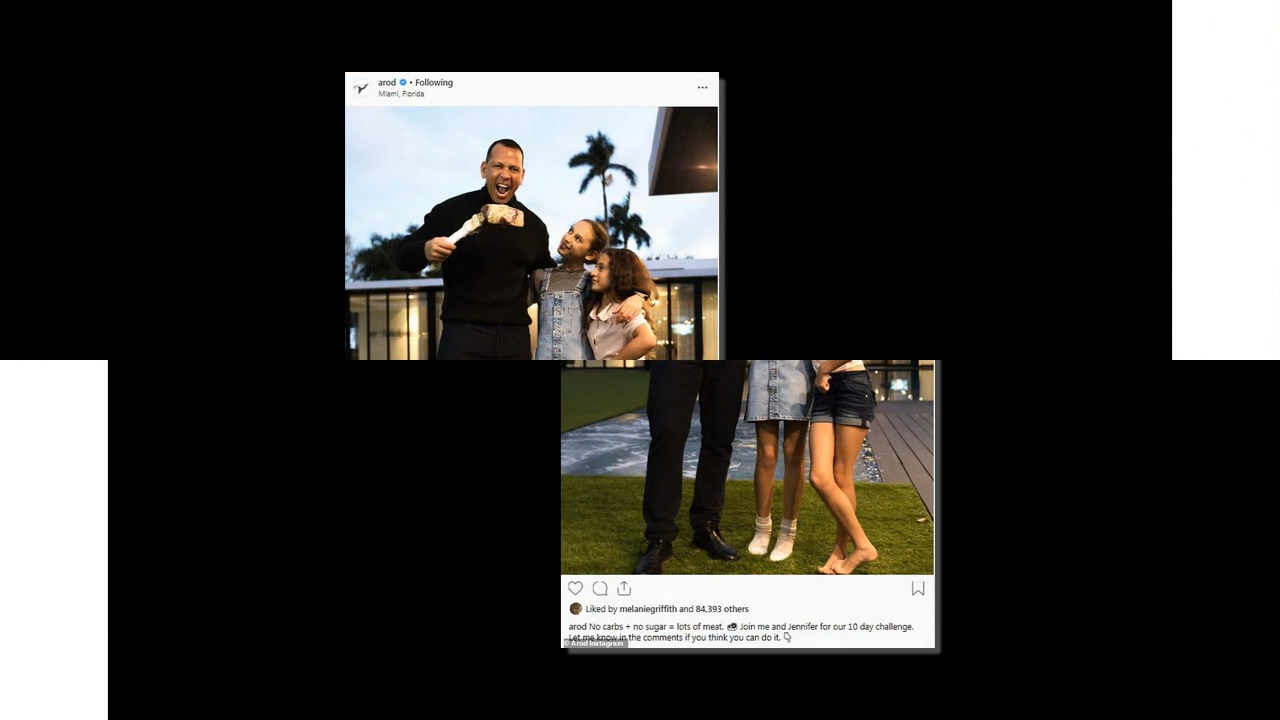 arod • Following
Miami, Florida
Liked by melaniegriffith and 84,393 others
arod No carbs + no sugar = lots of meat. 🥩 Join me and Jennifer for our 10 day challenge.
Let me know in the comments if you think you can do it. 👇
© Arod Instagram